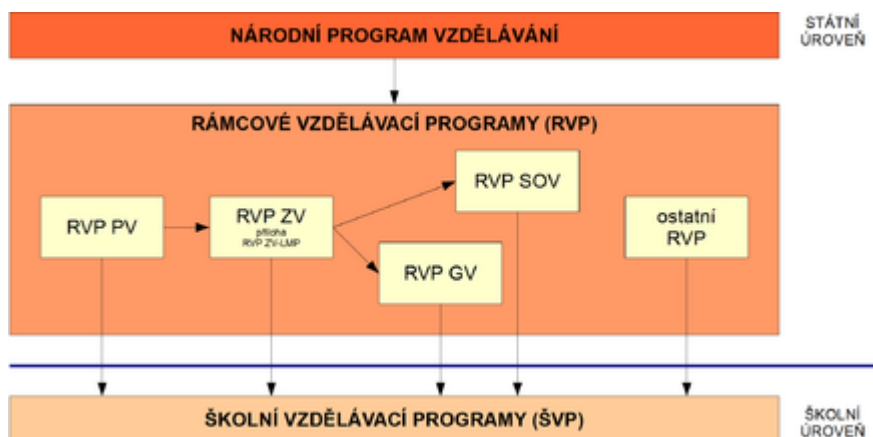 NÁRODNÍ PROGRAM VZDĚLÁVÁNÍ
STÁTNÍ
ÚROVEŇ
RÁMCOVÉ VZDĚLÁVACÍ PROGRAMY (RVP)
RVP PV
RVP ZV
příloha
RVP ZV-LMP
RVP SOV
RVP GV
ostatní
RVP
ŠKOLNÍ VZDĚLÁVACÍ PROGRAMY (ŠVP)
ŠKOLNÍ
ÚROVEŇ